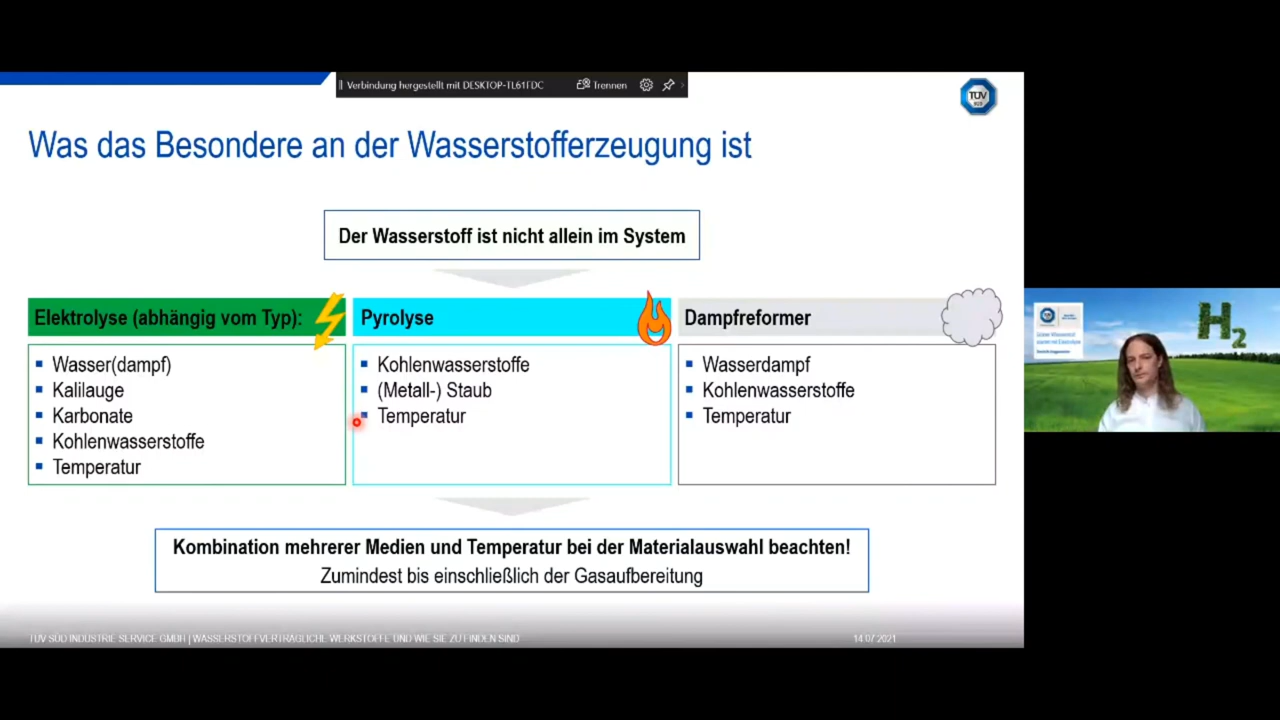 Verbindung hergestellt mit DESKTOP-TL61FDC
Trennen
TÜV
SÜD
Was das Besondere an der Wasserstofferzeugung ist
Der Wasserstoff ist nicht allein im System
Elektrolyse (abhängig vom Typ):
Wasser(dampf)
Kalilauge
Karbonate
Kohlenwasserstoffe
Temperatur
Pyrolyse
Kohlenwasserstoffe
(Metall-) Staub
Temperatur
Dampfreformer
Wasserdampf
Kohlenwasserstoffe
Temperatur
H2
Kombination mehrerer Medien und Temperatur bei der Materialauswahl beachten!
Zumindest bis einschließlich der Gasaufbereitung
TÜV SÜD INDUSTRIE SERVICE GMBH | WASSERSTOFFVERTRÄGLICHE WERKSTOFFE UND WIE SIE ZU FINDEN SIND
14.07.2021